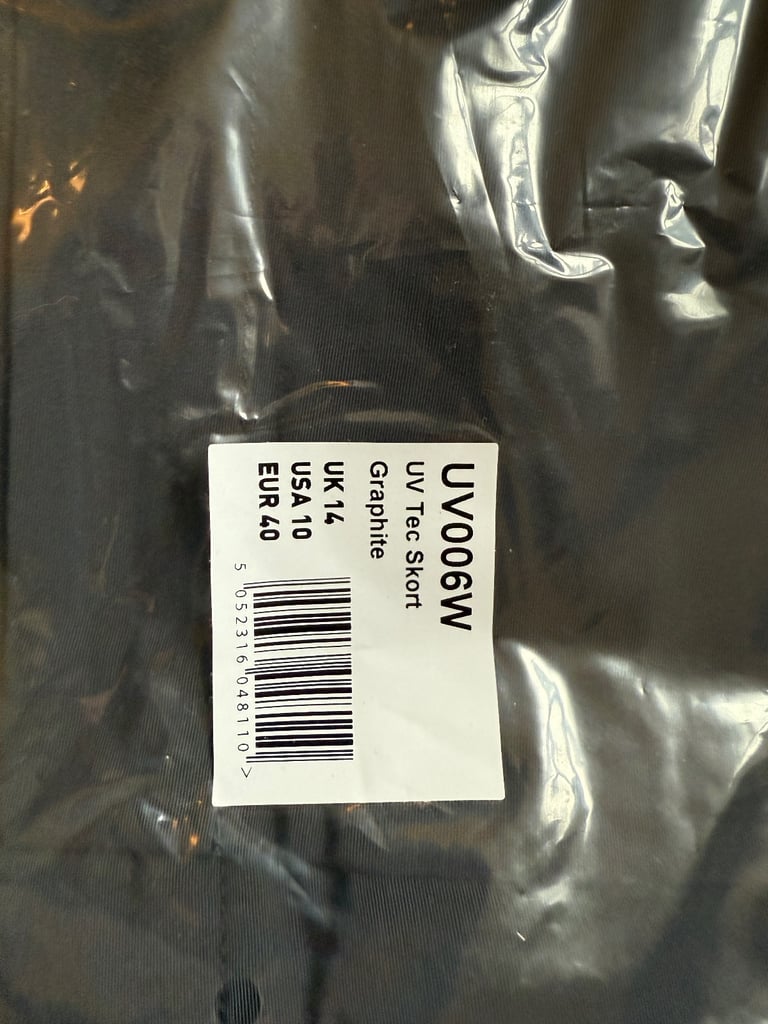 UV006W
UV Tec Skort
Graphite
UK 14
USA 10
EUR 40
5 052316 048110 >